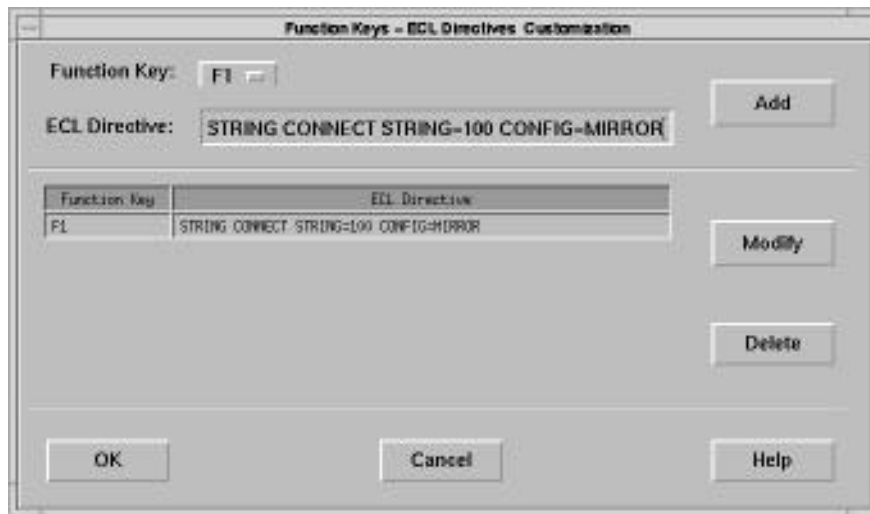 Function Keys - ECL Directives Customization
Function Key: F1
Add
ECL Directive: STRING CONNECT STRING=100 CONFIG=MIRROR
Function Key ECL Directive
F1 STRING CONNECT STRING=100 CONFIG=MIRROR
Modify
Delete
OK Cancel Help